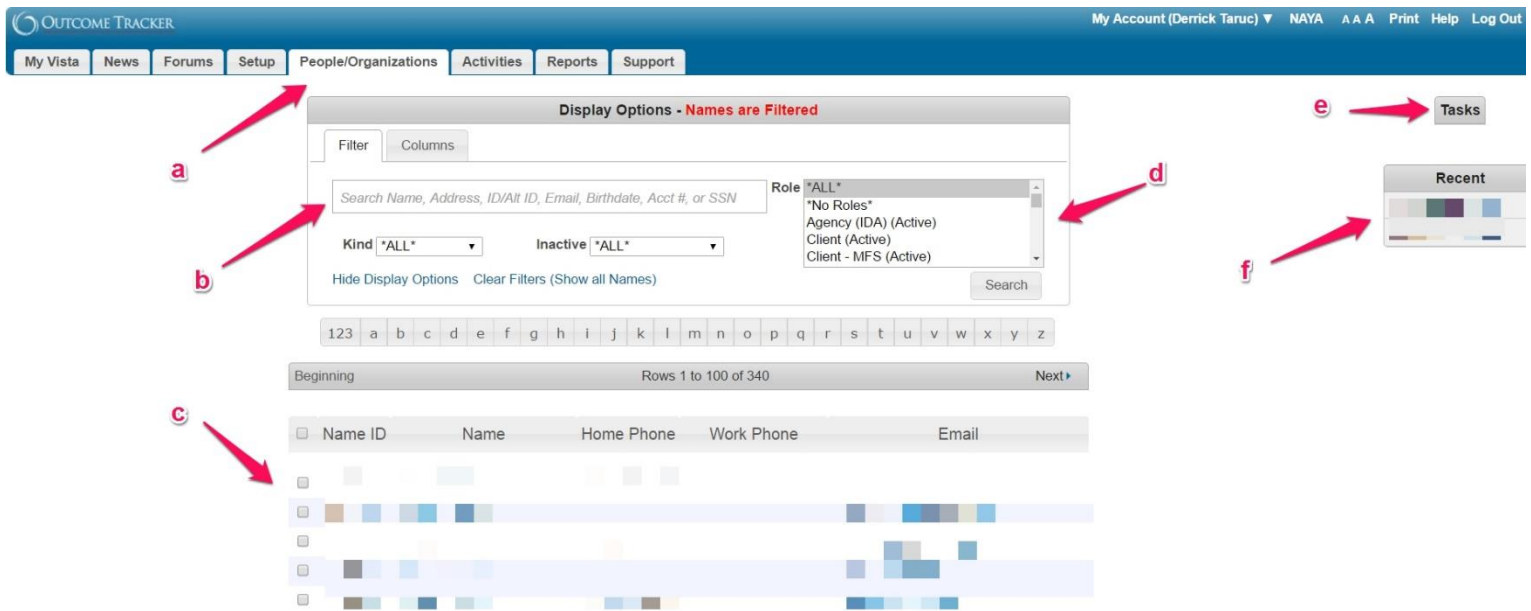 OUTCOME TRACKER
My Account (Derrick Taruc) ▼ NAYA A A A Print Help Log Out
My Vista News Forums Setup People/Organizations Activities Reports Support
Display Options - Names are Filtered
e
Tasks
Filter Columns
a
d
Recent
Search Name, Address, ID/Alt ID, Email, Birthdate, Acct #, or SSN
Role *ALL*
*No Roles*
Agency (IDA) (Active)
Client (Active)
Client - MFS (Active)
Kind *ALL* Inactive *ALL*
b
Hide Display Options Clear Filters (Show all Names)
Search
f
123 a b c d e f g h i j k l m n o p q r s t u v w x y z
Beginning Rows 1 to 100 of 340 Next
c
Name ID Name Home Phone Work Phone Email